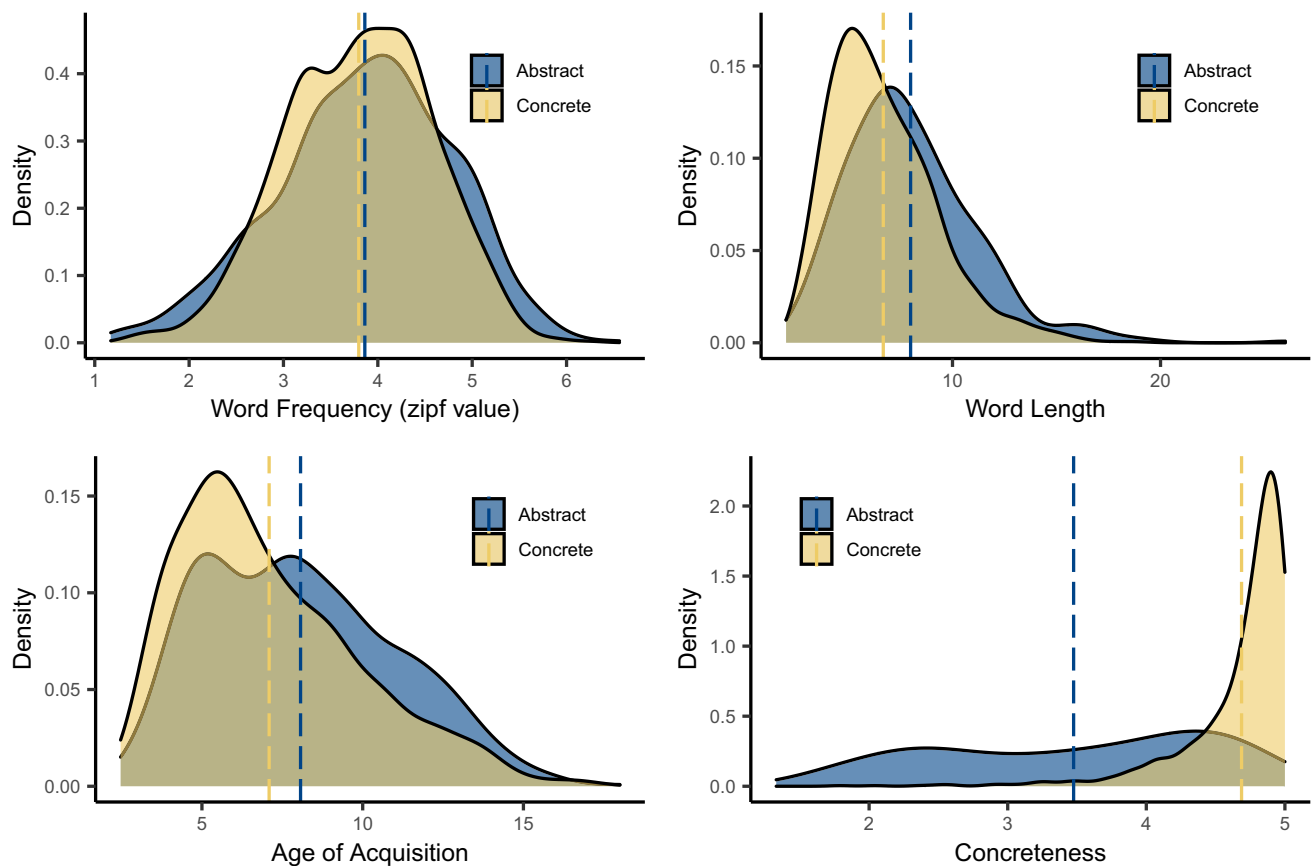 Density
0.4
0.3
0.2
0.1
0.0
1 2 3 4 5 6
Word Frequency (zipf value)
Abstract
Concrete
Density
0.15
0.10
0.05
0.00
10 20
Word Length
Abstract
Concrete
Density
0.15
0.10
0.05
0.00
5 10 15
Age of Acquisition
Abstract
Concrete
Density
2.0
1.5
1.0
0.5
0.0
2 3 4 5
Concreteness
Abstract
Concrete